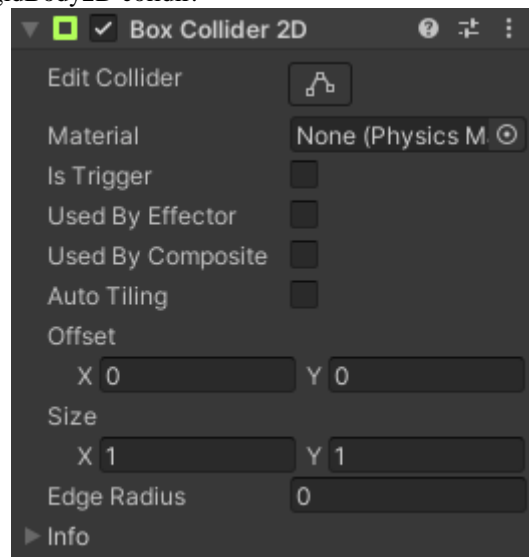 Box Collider 2D
Edit Collider
Material None (Physics M
Is Trigger
Used By Effector
Used By Composite
Auto Tiling
Offset
X 0 Y 0
Size
X 1 Y 1
Edge Radius 0
Info